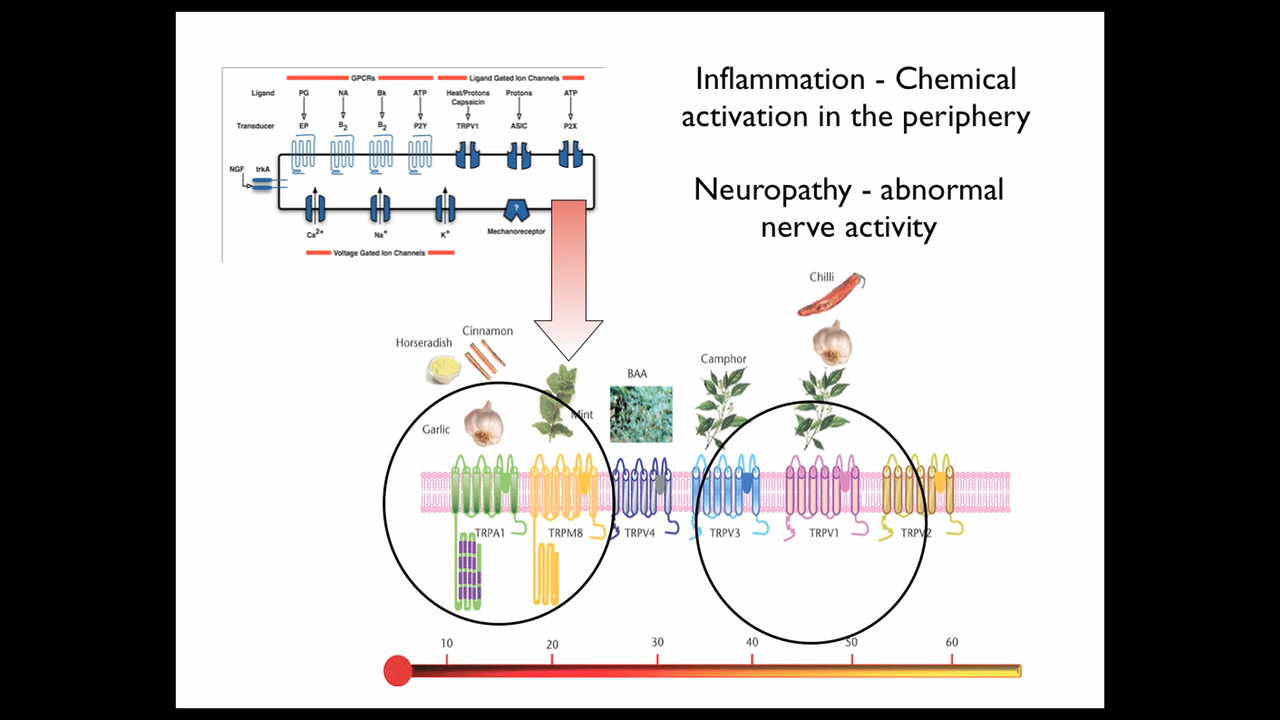 GPCRs
Ligand Gated Ion Channels
Ligand
PG
NA
Bk
ATP
Heat/Protons
Capsaicin
Protons
ATP
Transducer
EP
B2
B2
P2Y
TRPV1
ASIC
P2X
NGF
trkA
?
Ca2+
Na+
K+
Mechanoreceptor
Voltage Gated Ion Channels
Inflammation - Chemical
activation in the periphery
Neuropathy - abnormal
nerve activity
Chilli
Cinnamon
Horseradish
Camphor
BAA
Mint
Garlic
TRPA1
TRPM8
TRPV4
TRPV3
TRPV1
TRPV2
10
20
30
40
50
60